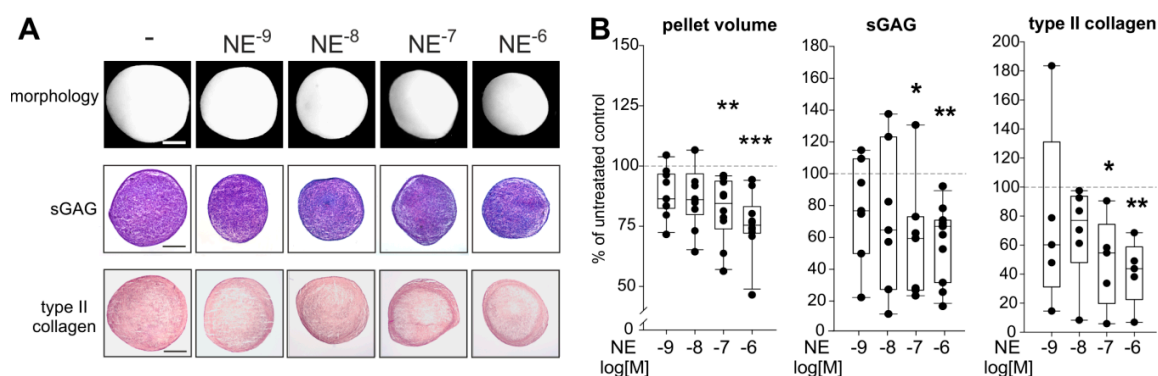 A
- NE-9 NE-8 NE-7 NE-6
morphology
sGAG
type II
collagen
B
pellet volume
% of untreatated control
150
125
100
75
50
0
**
***
NE -9 -8 -7 -6
log[M]
sGAG
180
160
140
120
100
80
60
40
20
0
*
**
NE -9 -8 -7 -6
log[M]
type II collagen
200
180
160
140
120
100
80
60
40
20
0
*
**
NE -9 -8 -7 -6
log[M]